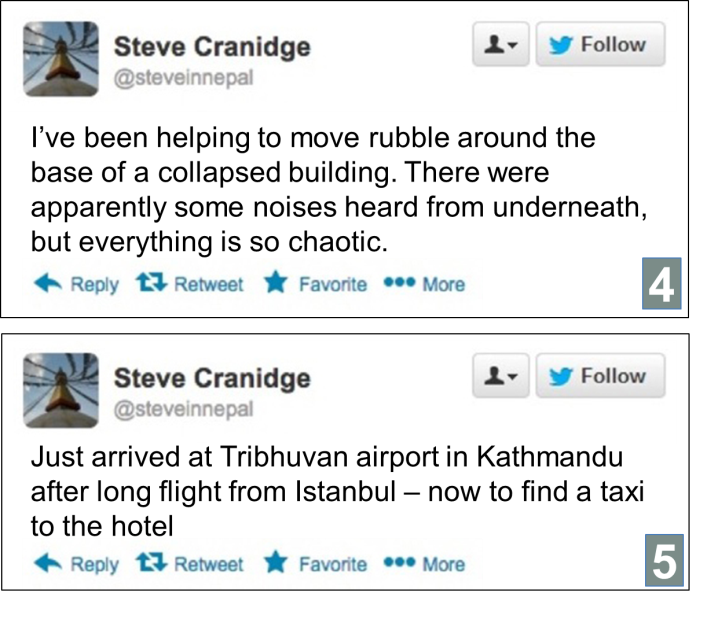 Steve Cranidge
Follow
@steveinnepal
I've been helping to move rubble around the
base of a collapsed building. There were
apparently some noises heard from underneath,
but everything is so chaotic.
Reply Retweet Favorite More
4
Steve Cranidge
Follow
@steveinnepal
Just arrived at Tribhuvan airport in Kathmandu
after long flight from Istanbul – now to find a taxi
to the hotel
Reply Retweet Favorite More
5